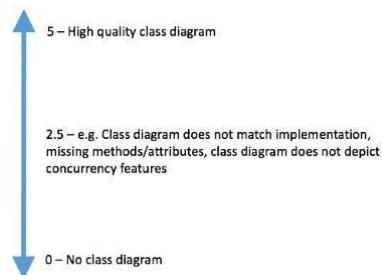 5 – High quality class diagram
2.5 – e.g. Class diagram does not match implementation,
missing methods/attributes, class diagram does not depict
concurrency features
0 – No class diagram